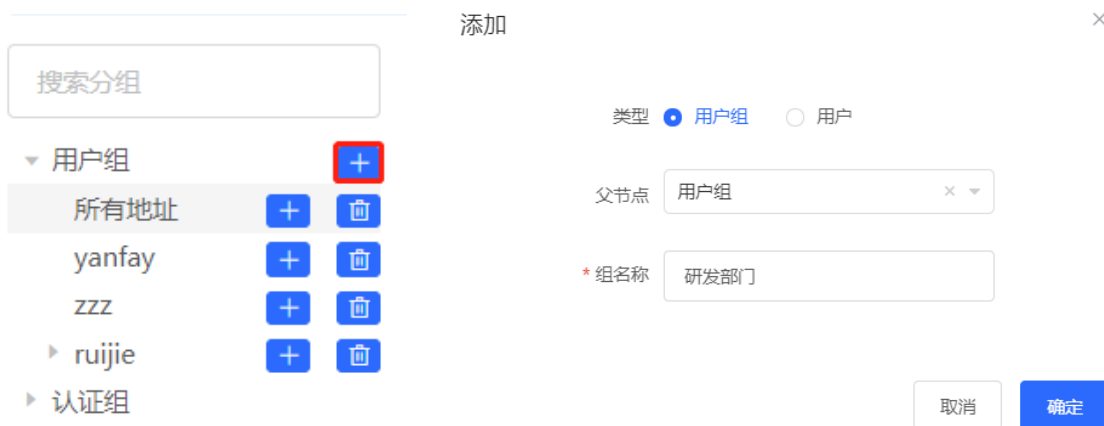 搜索分组
用户组
所有地址
yanfay
zzz
ruijie
认证组
添加
类型 用户组 用户
父节点 用户组
* 组名称 研发部门
取消 确定